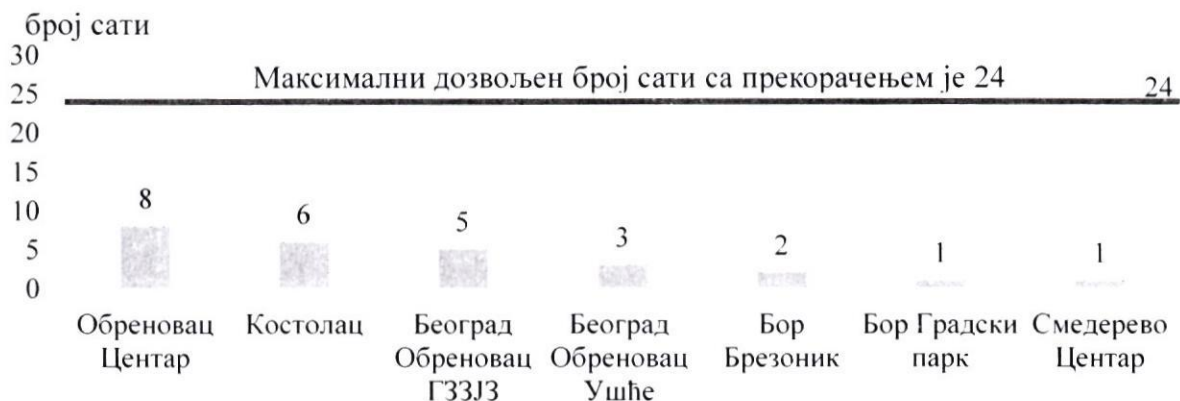 број сати
30
Максимални дозвољен број сати са прекорачењем је 24
24
25
20
15
10
5
0
8
6
5
3
2
1
1
Обреновац Центар
Костолац
Београд Обреновац ГЗЗЈЗ
Београд Обреновац Ушће
Бор Брезоник
Бор Градски парк
Смедерево Центар